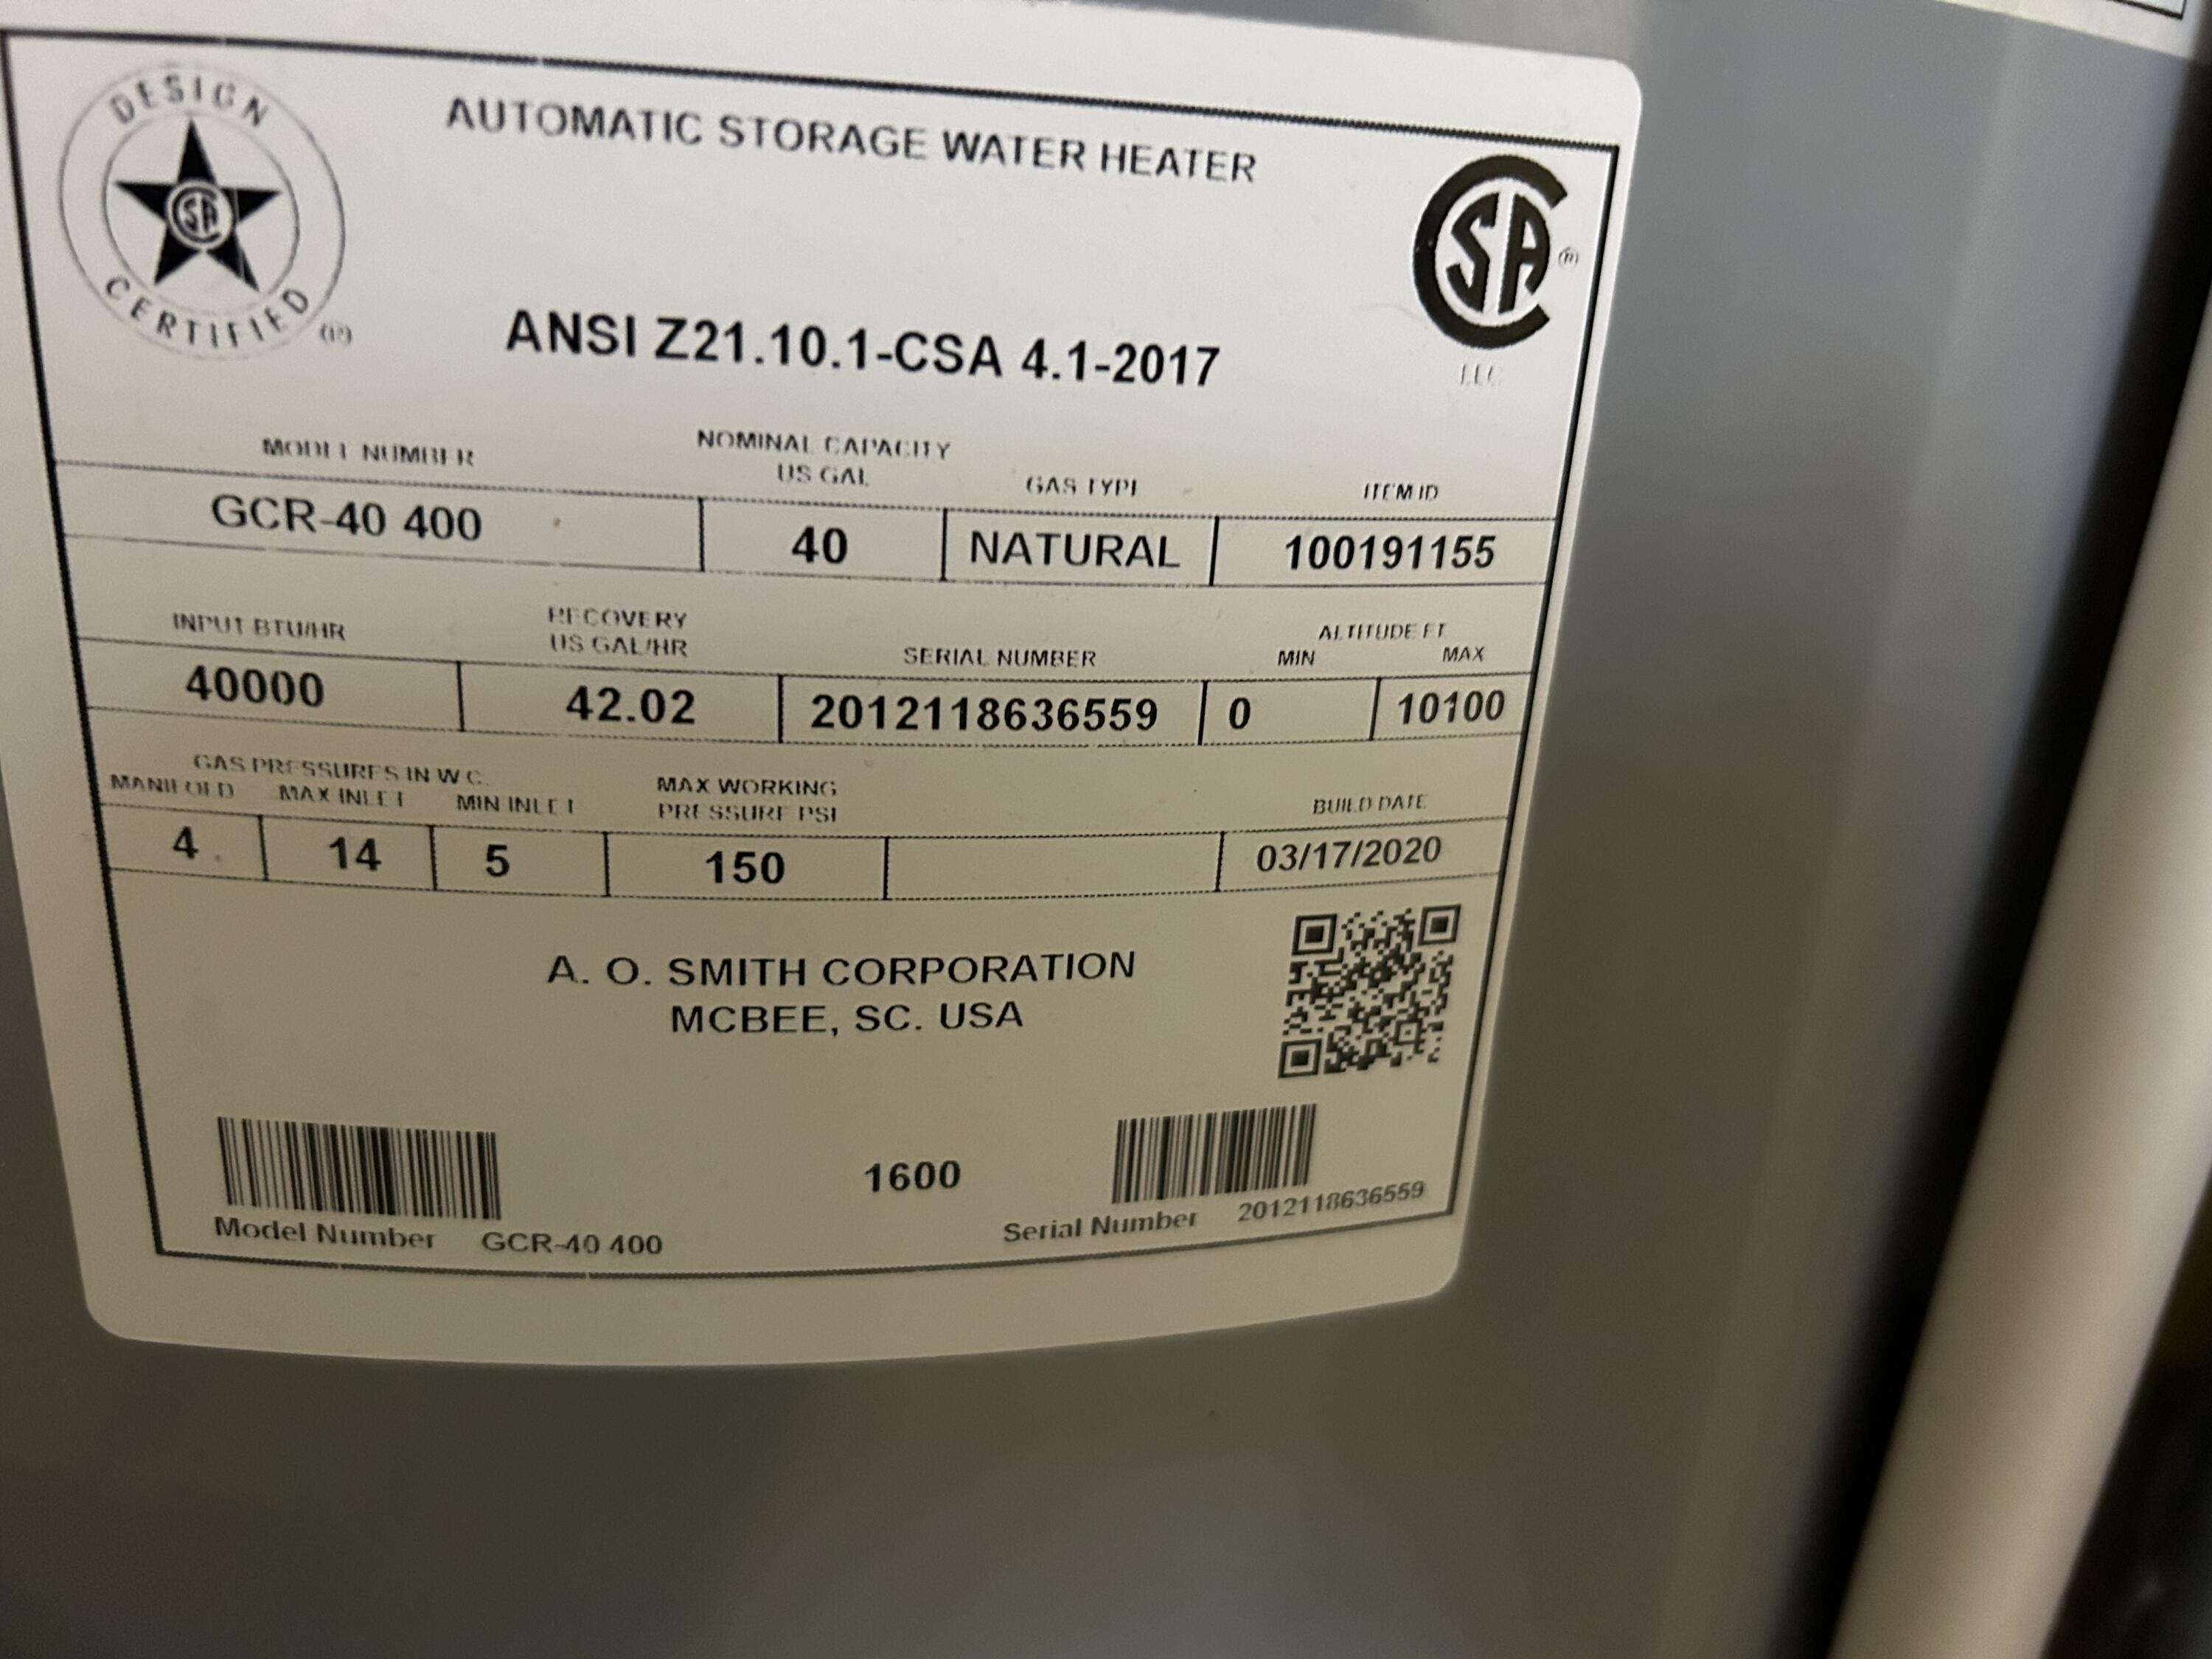 DESIGN
CSA
CERTIFIED ®
AUTOMATIC STORAGE WATER HEATER
CSA ®
LLC
ANSI Z21.10.1-CSA 4.1-2017
MODEL NUMBER NOMINAL CAPACITY US GAL GAS TYPE ITEM ID
GCR-40 400 40 NATURAL 100191155
INPUT BTU/HR RECOVERY US GAL/HR SERIAL NUMBER ALTITUDE FT MIN MAX
40000 42.02 2012118636559 0 10100
GAS PRESSURES IN W.C.
MANIFOLD MAX INLET MIN INLET MAX WORKING PRESSURE PSI BUILD DATE
4 14 5 150 03/17/2020
A. O. SMITH CORPORATION
MCBEE, SC. USA
1600
Model Number GCR-40 400 Serial Number 2012118636559